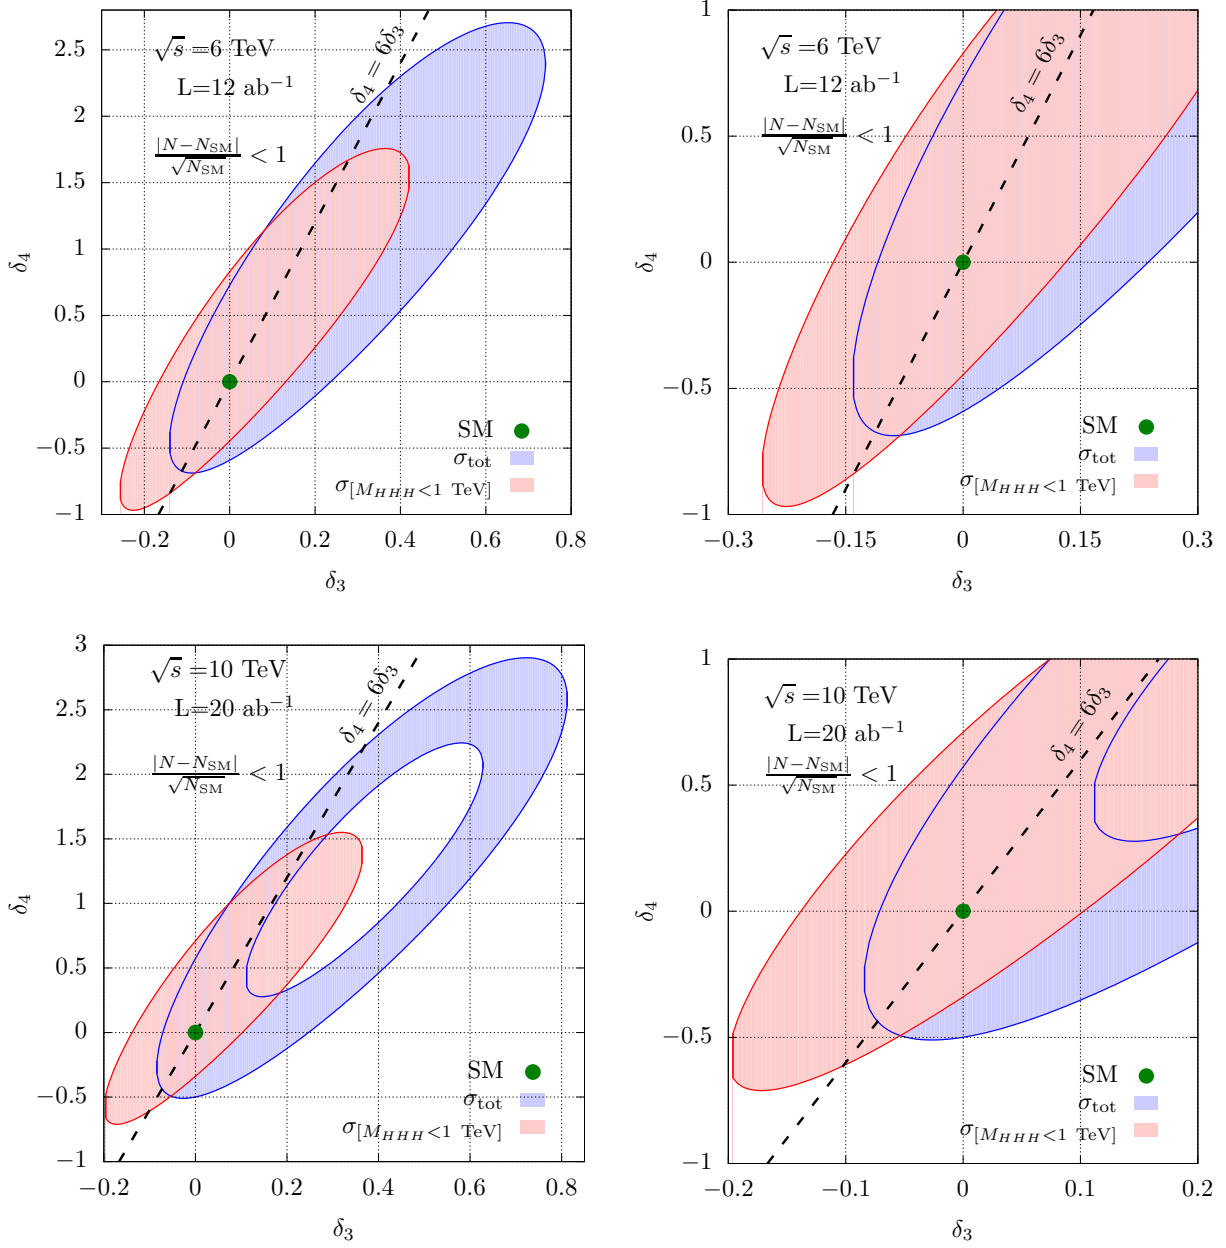 2.5
2
1.5
1
0.5
0
−0.5
−1
δ₄
√s =6 TeV
L=12 ab⁻¹
|N−N_SM|/√N_SM < 1
δ₄ = 6δ₃
SM
σ_tot
σ_[M_HHH<1 TeV]
−0.2 0 0.2 0.4 0.6 0.8
δ₃
1
0.5
0
−0.5
−1
δ₄
√s =6 TeV
L=12 ab⁻¹
|N−N_SM|/√N_SM < 1
δ₄ = 6δ₃
SM
σ_tot
σ_[M_HHH<1 TeV]
−0.3 −0.15 0 0.15 0.3
δ₃
3
2.5
2
1.5
1
0.5
0
−0.5
−1
δ₄
√s =10 TeV
L=20 ab⁻¹
|N−N_SM|/√N_SM < 1
δ₄ = 6δ₃
SM
σ_tot
σ_[M_HHH<1 TeV]
−0.2 0 0.2 0.4 0.6 0.8
δ₃
1
0.5
0
−0.5
−1
δ₄
√s =10 TeV
L=20 ab⁻¹
|N−N_SM|/√N_SM < 1
δ₄ = 6δ₃
SM
σ_tot
σ_[M_HHH<1 TeV]
−0.2 −0.1 0 0.1 0.2
δ₃